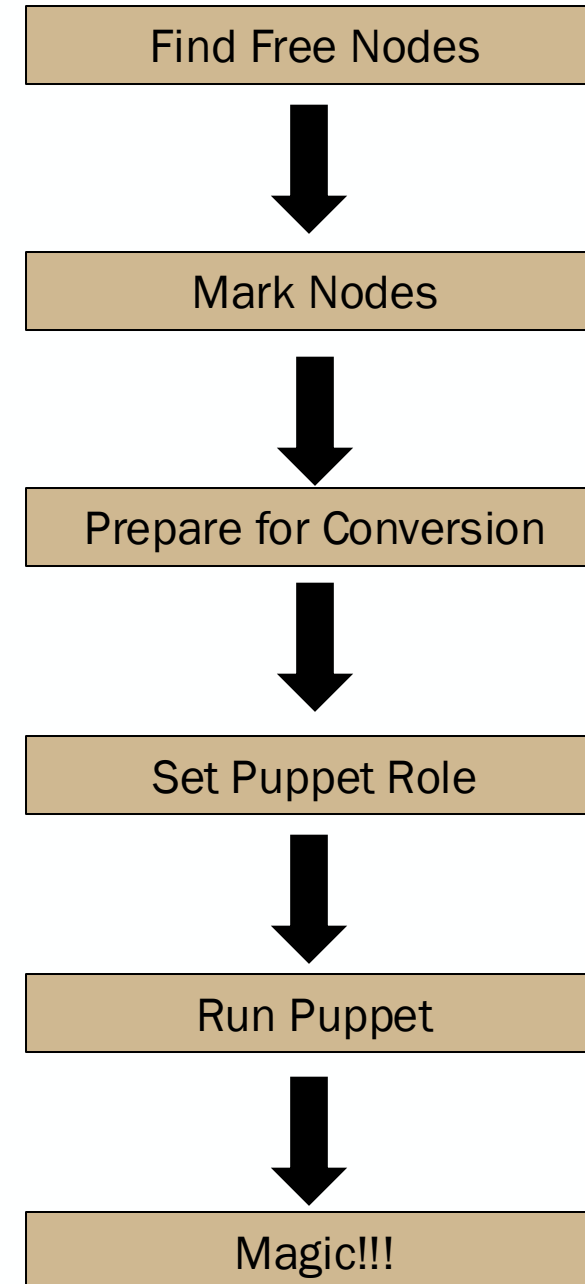 Find Free Nodes
Mark Nodes
Prepare for Conversion
Set Puppet Role
Run Puppet
Magic!!!